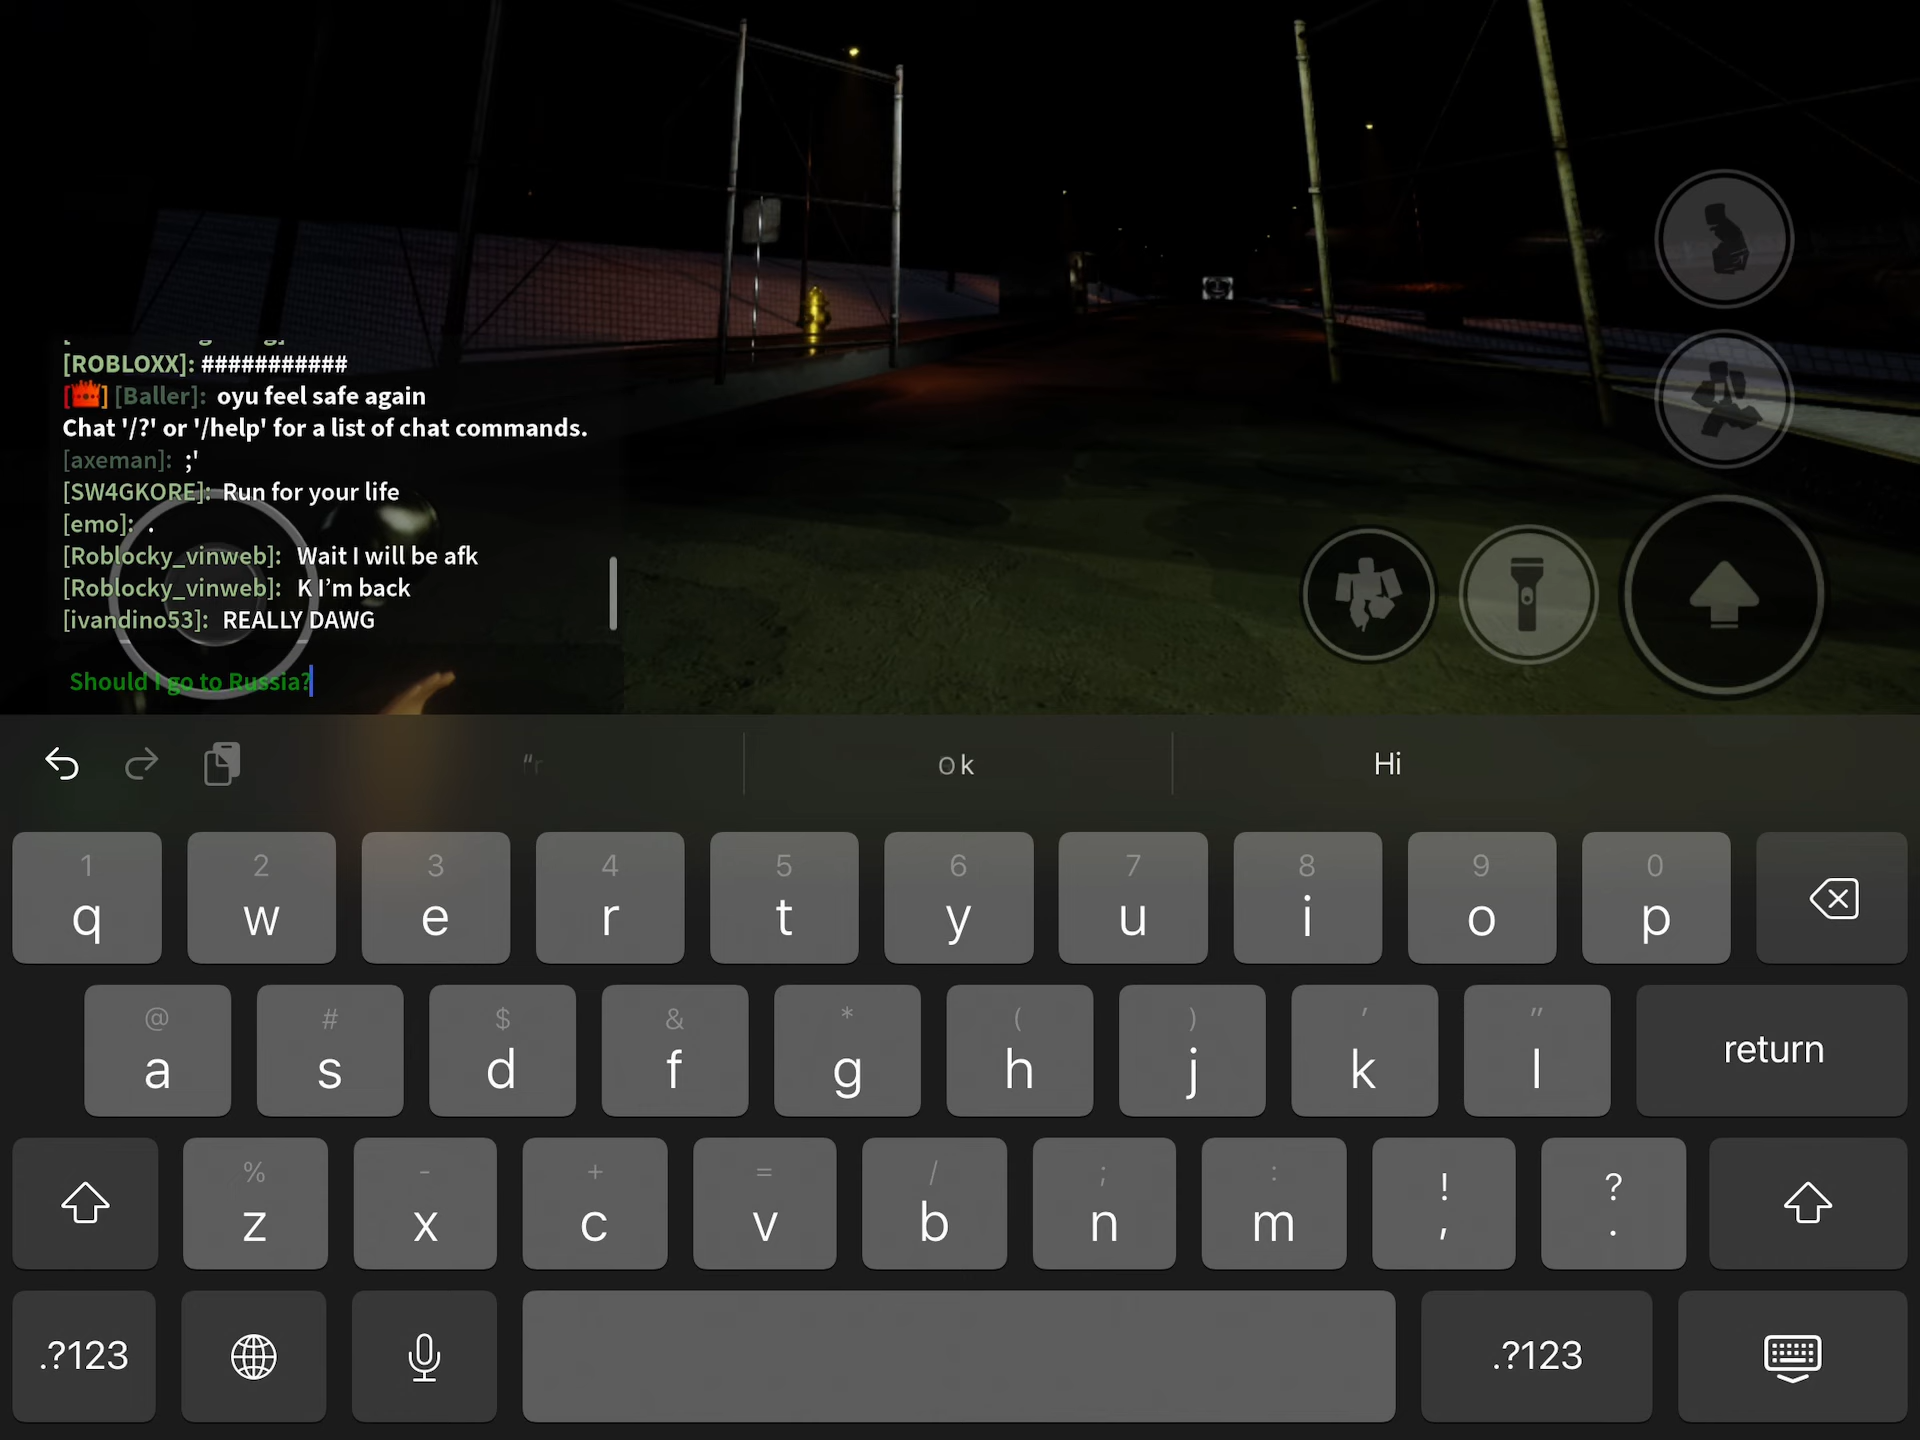 [ROBLOXX]: ###########
[Baller]: oyu feel safe again
Chat '/?' or '/help' for a list of chat commands.
[axeman]: ;'
[SW4GKORE]: Run for your life
[emo]: .
[Roblocky_vinweb]: Wait I will be afk
[Roblocky_vinweb]: K I’m back
[ivandino53]: REALLY DAWG
Should I go to Russia?
“r ok Hi
1 2 3 4 5 6 7 8 9 0
q w e r t y u i o p
@ # $ & * ( ) ' "
a s d f g h j k l return
% - + = / ; : ! ?
z x c v b n m , .
.?123 .?123